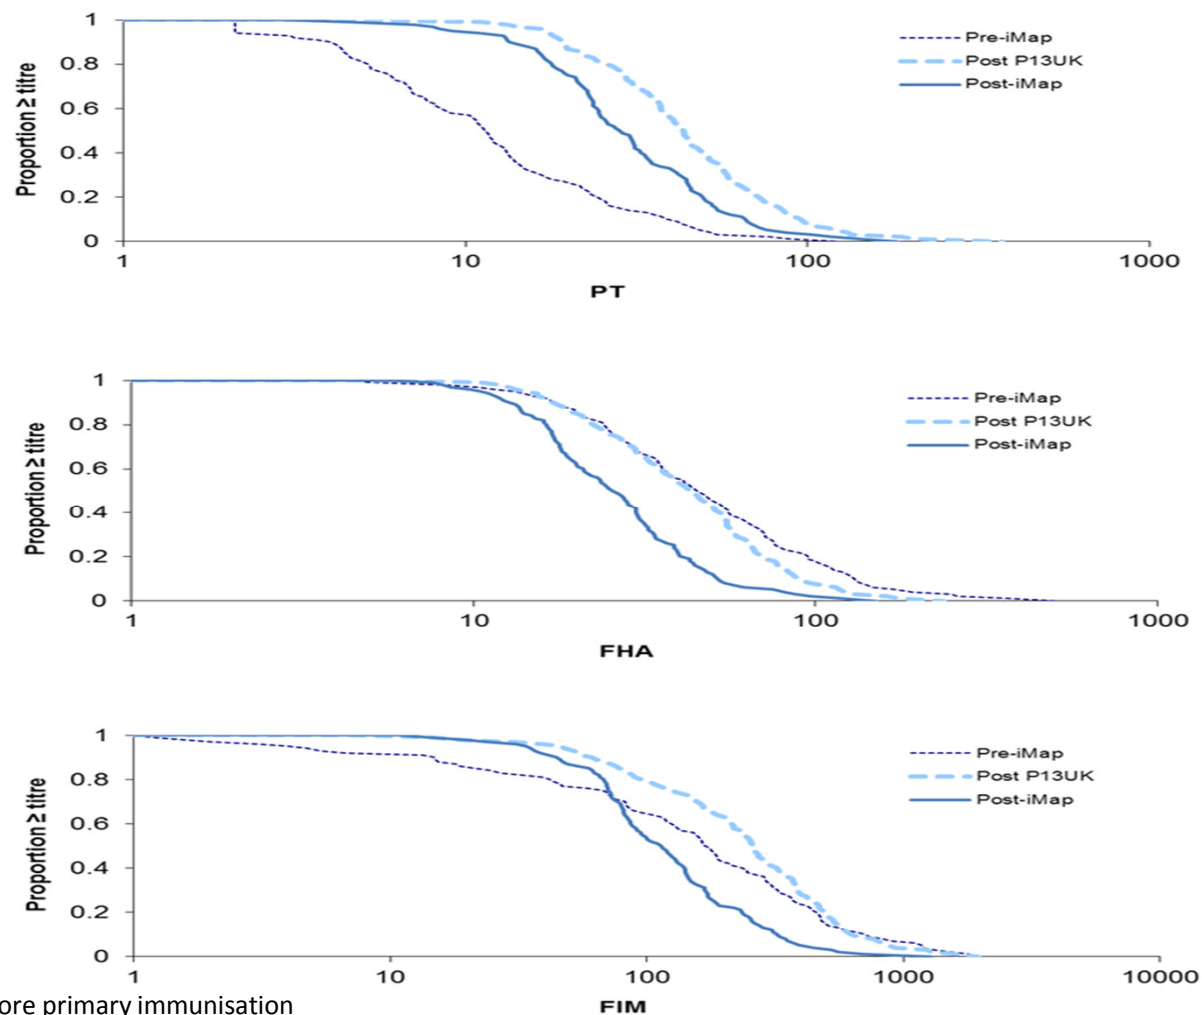 Proportion ≥ titre
1
0.8
0.6
0.4
0.2
0
1
10
100
1000
PT
Pre-iMap
Post P13UK
Post-iMap
Proportion ≥ titre
1
0.8
0.6
0.4
0.2
0
1
10
100
1000
FHA
Pre-iMap
Post P13UK
Post-iMap
Proportion ≥ titre
1
0.8
0.6
0.4
0.2
0
1
10
100
1000
10000
FIM
Pre-iMap
Post P13UK
Post-iMap
ore primary immunisation